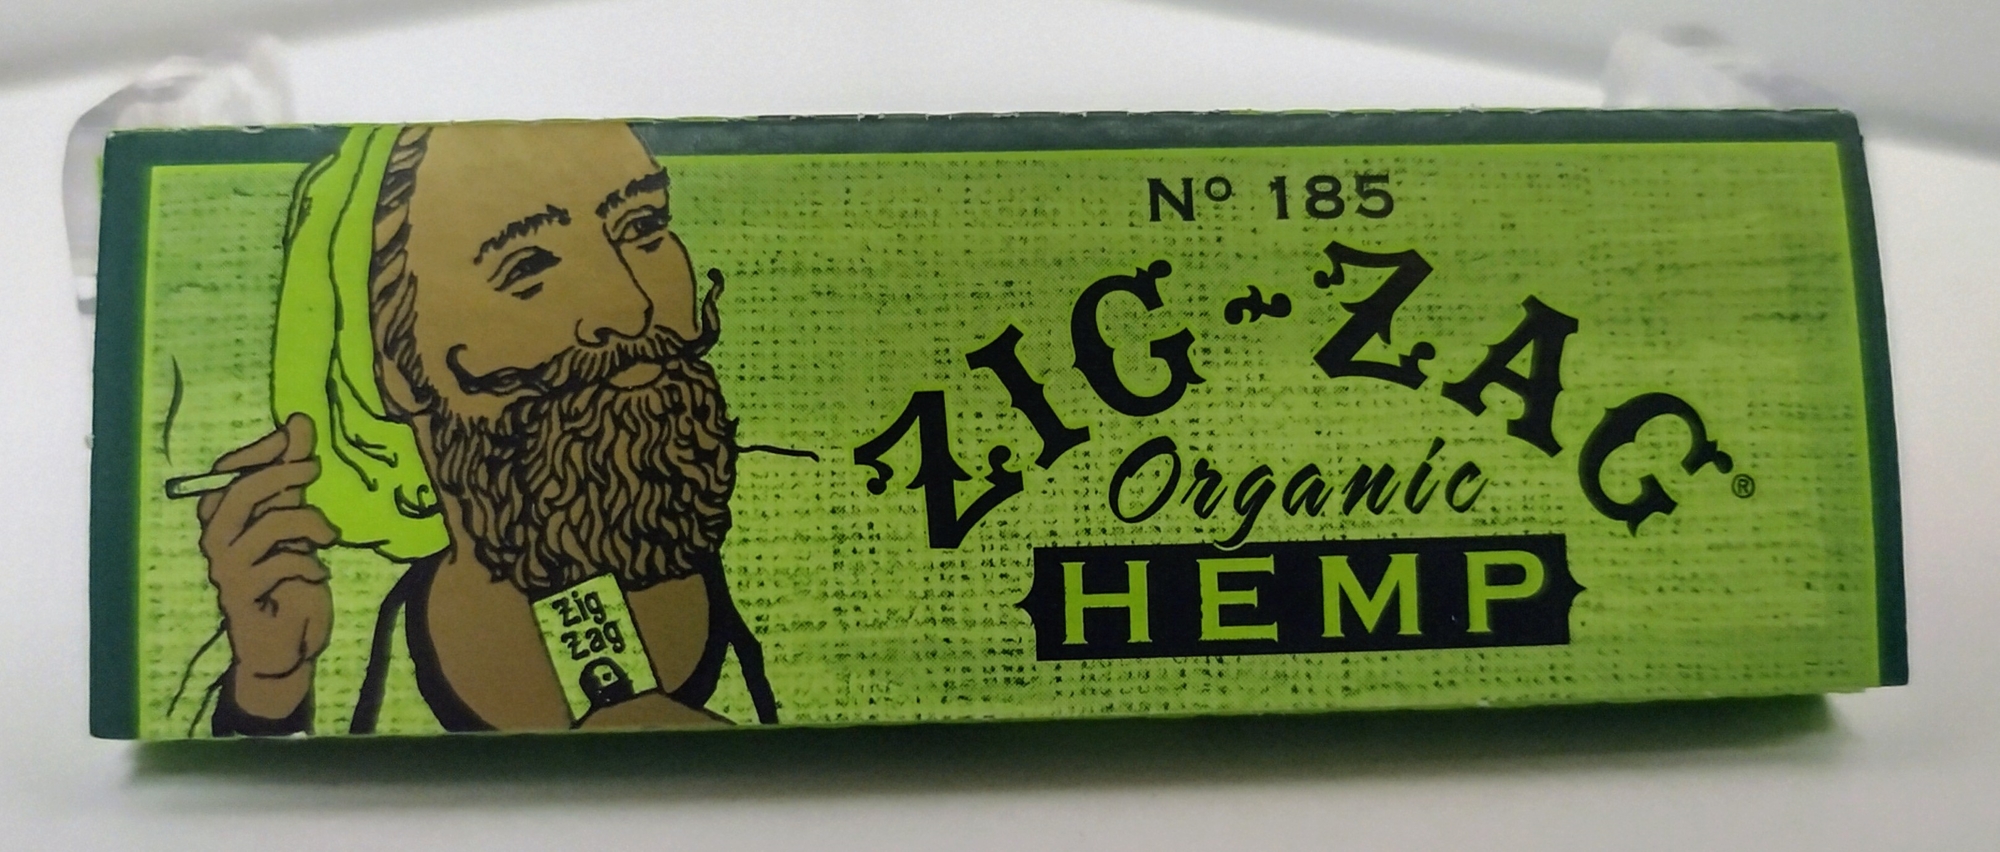 Nº 185
ZIG-ZAG®
Organic
HEMP
zig
zag